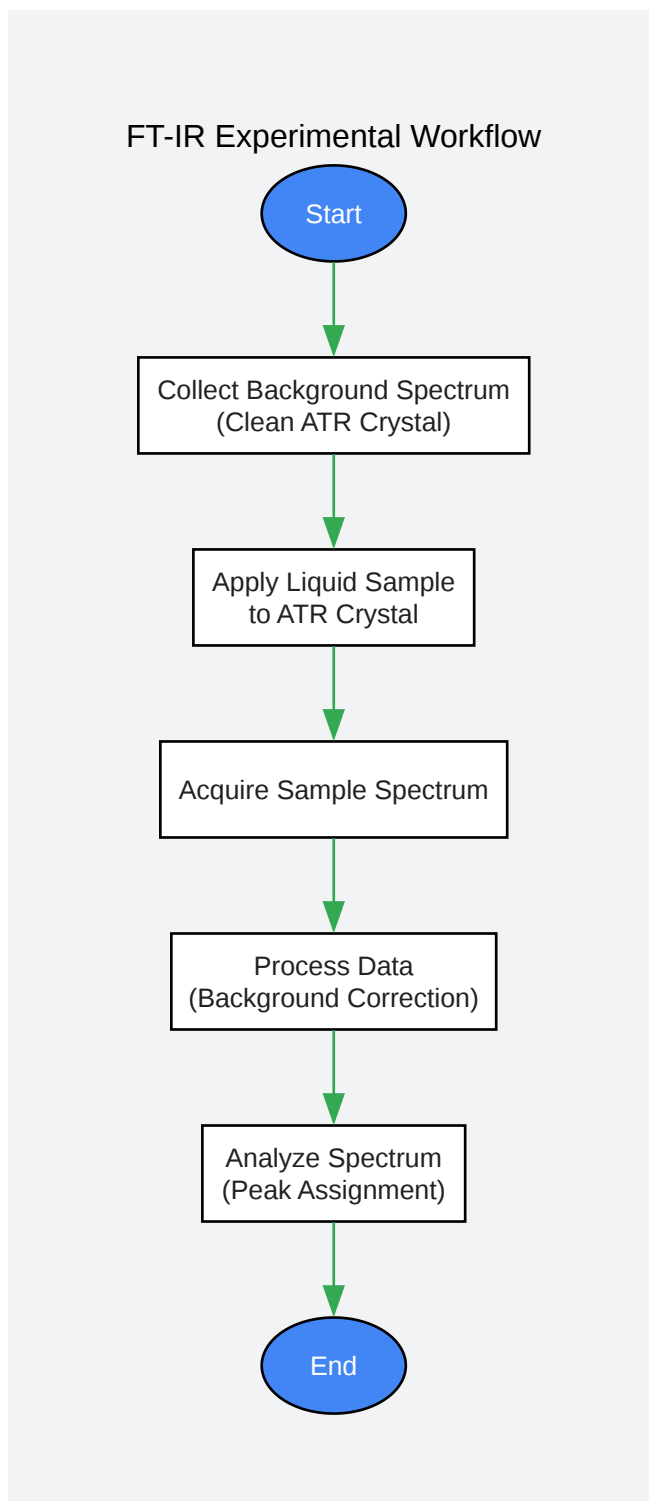 FT-IR Experimental Workflow
Start
Collect Background Spectrum
(Clean ATR Crystal)
Apply Liquid Sample
to ATR Crystal
Acquire Sample Spectrum
Process Data
(Background Correction)
Analyze Spectrum
(Peak Assignment)
End